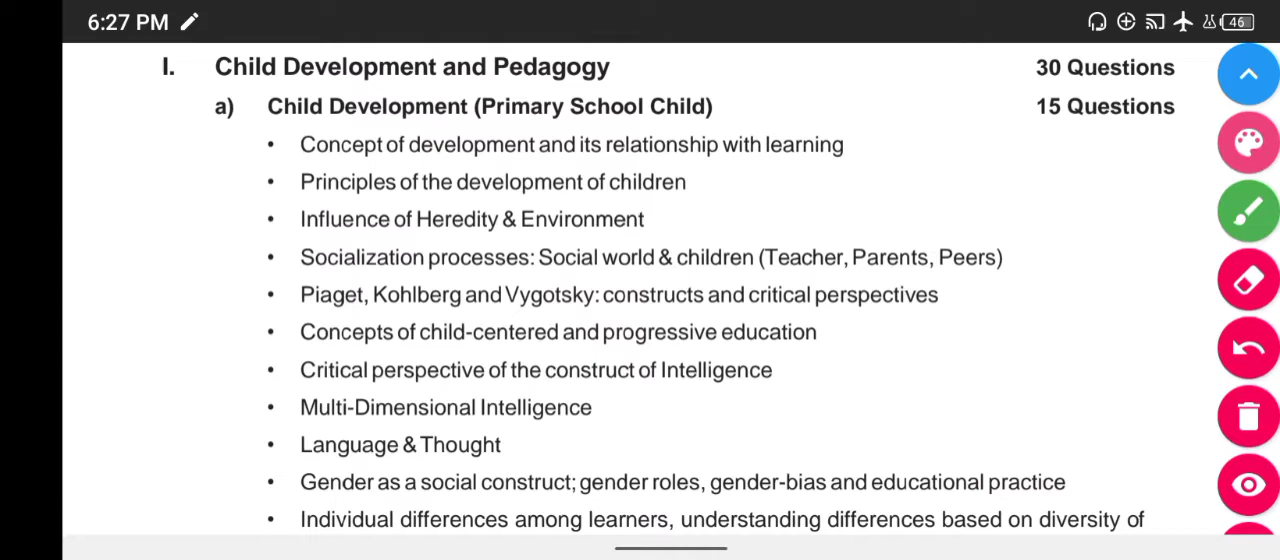 6:27 PM
46
I. Child Development and Pedagogy 30 Questions
a) Child Development (Primary School Child) 15 Questions
• Concept of development and its relationship with learning
• Principles of the development of children
• Influence of Heredity & Environment
• Socialization processes: Social world & children (Teacher, Parents, Peers)
• Piaget, Kohlberg and Vygotsky: constructs and critical perspectives
• Concepts of child-centered and progressive education
• Critical perspective of the construct of Intelligence
• Multi-Dimensional Intelligence
• Language & Thought
• Gender as a social construct; gender roles, gender-bias and educational practice
• Individual differences among learners, understanding differences based on diversity of